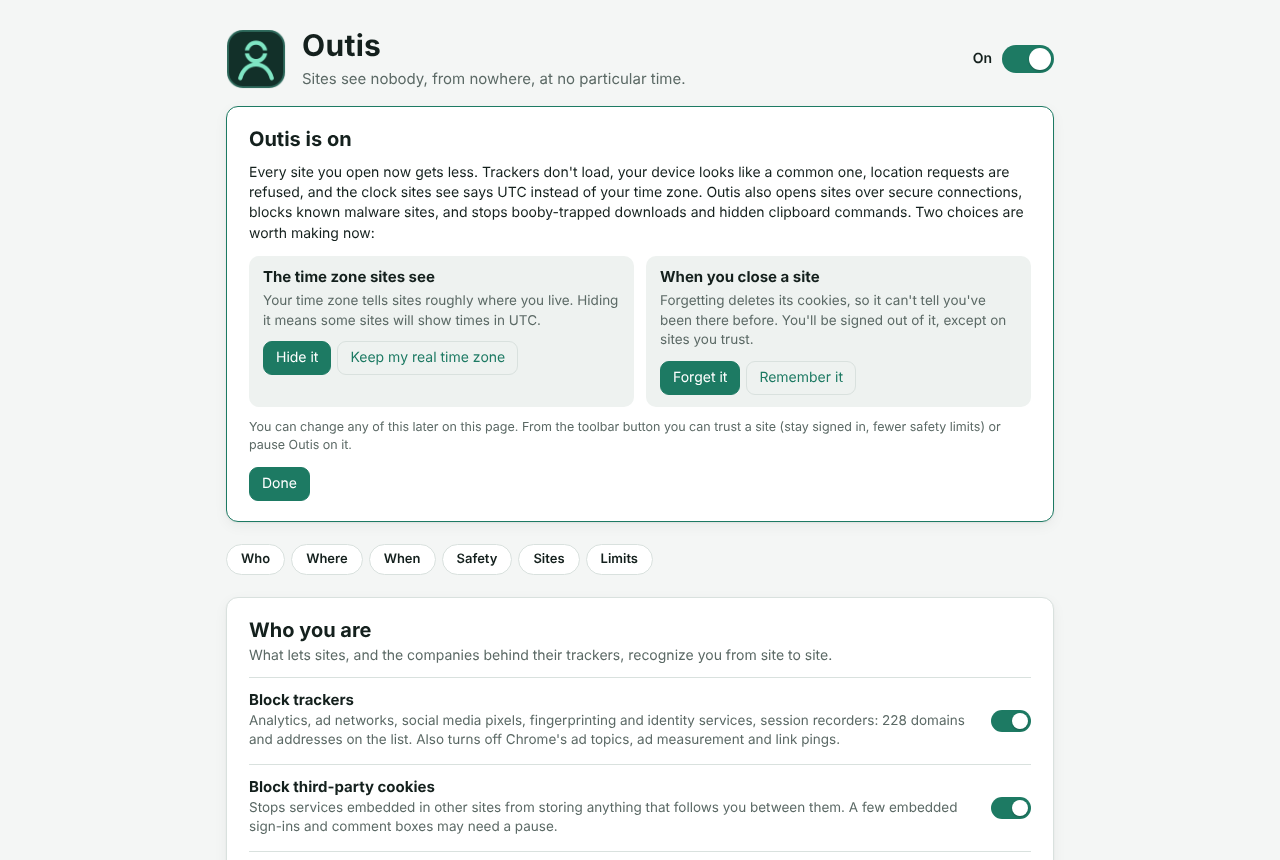 Outis
Sites see nobody, from nowhere, at no particular time.
On
Outis is on
Every site you open now gets less. Trackers don't load, your device looks like a common one, location requests are
refused, and the clock sites see says UTC instead of your time zone. Outis also opens sites over secure connections,
blocks known malware sites, and stops booby-trapped downloads and hidden clipboard commands. Two choices are
worth making now:
The time zone sites see
Your time zone tells sites roughly where you live. Hiding
it means some sites will show times in UTC.
Hide it
Keep my real time zone
When you close a site
Forgetting deletes its cookies, so it can't tell you've
been there before. You'll be signed out of it, except on
sites you trust.
Forget it
Remember it
You can change any of this later on this page. From the toolbar button you can trust a site (stay signed in, fewer safety limits) or
pause Outis on it.
Done
Who
Where
When
Safety
Sites
Limits
Who you are
What lets sites, and the companies behind their trackers, recognize you from site to site.
Block trackers
Analytics, ad networks, social media pixels, fingerprinting and identity services, session recorders: 228 domains
and addresses on the list. Also turns off Chrome's ad topics, ad measurement and link pings.
Block third-party cookies
Stops services embedded in other sites from storing anything that follows you between them. A few embedded
sign-ins and comment boxes may need a pause.